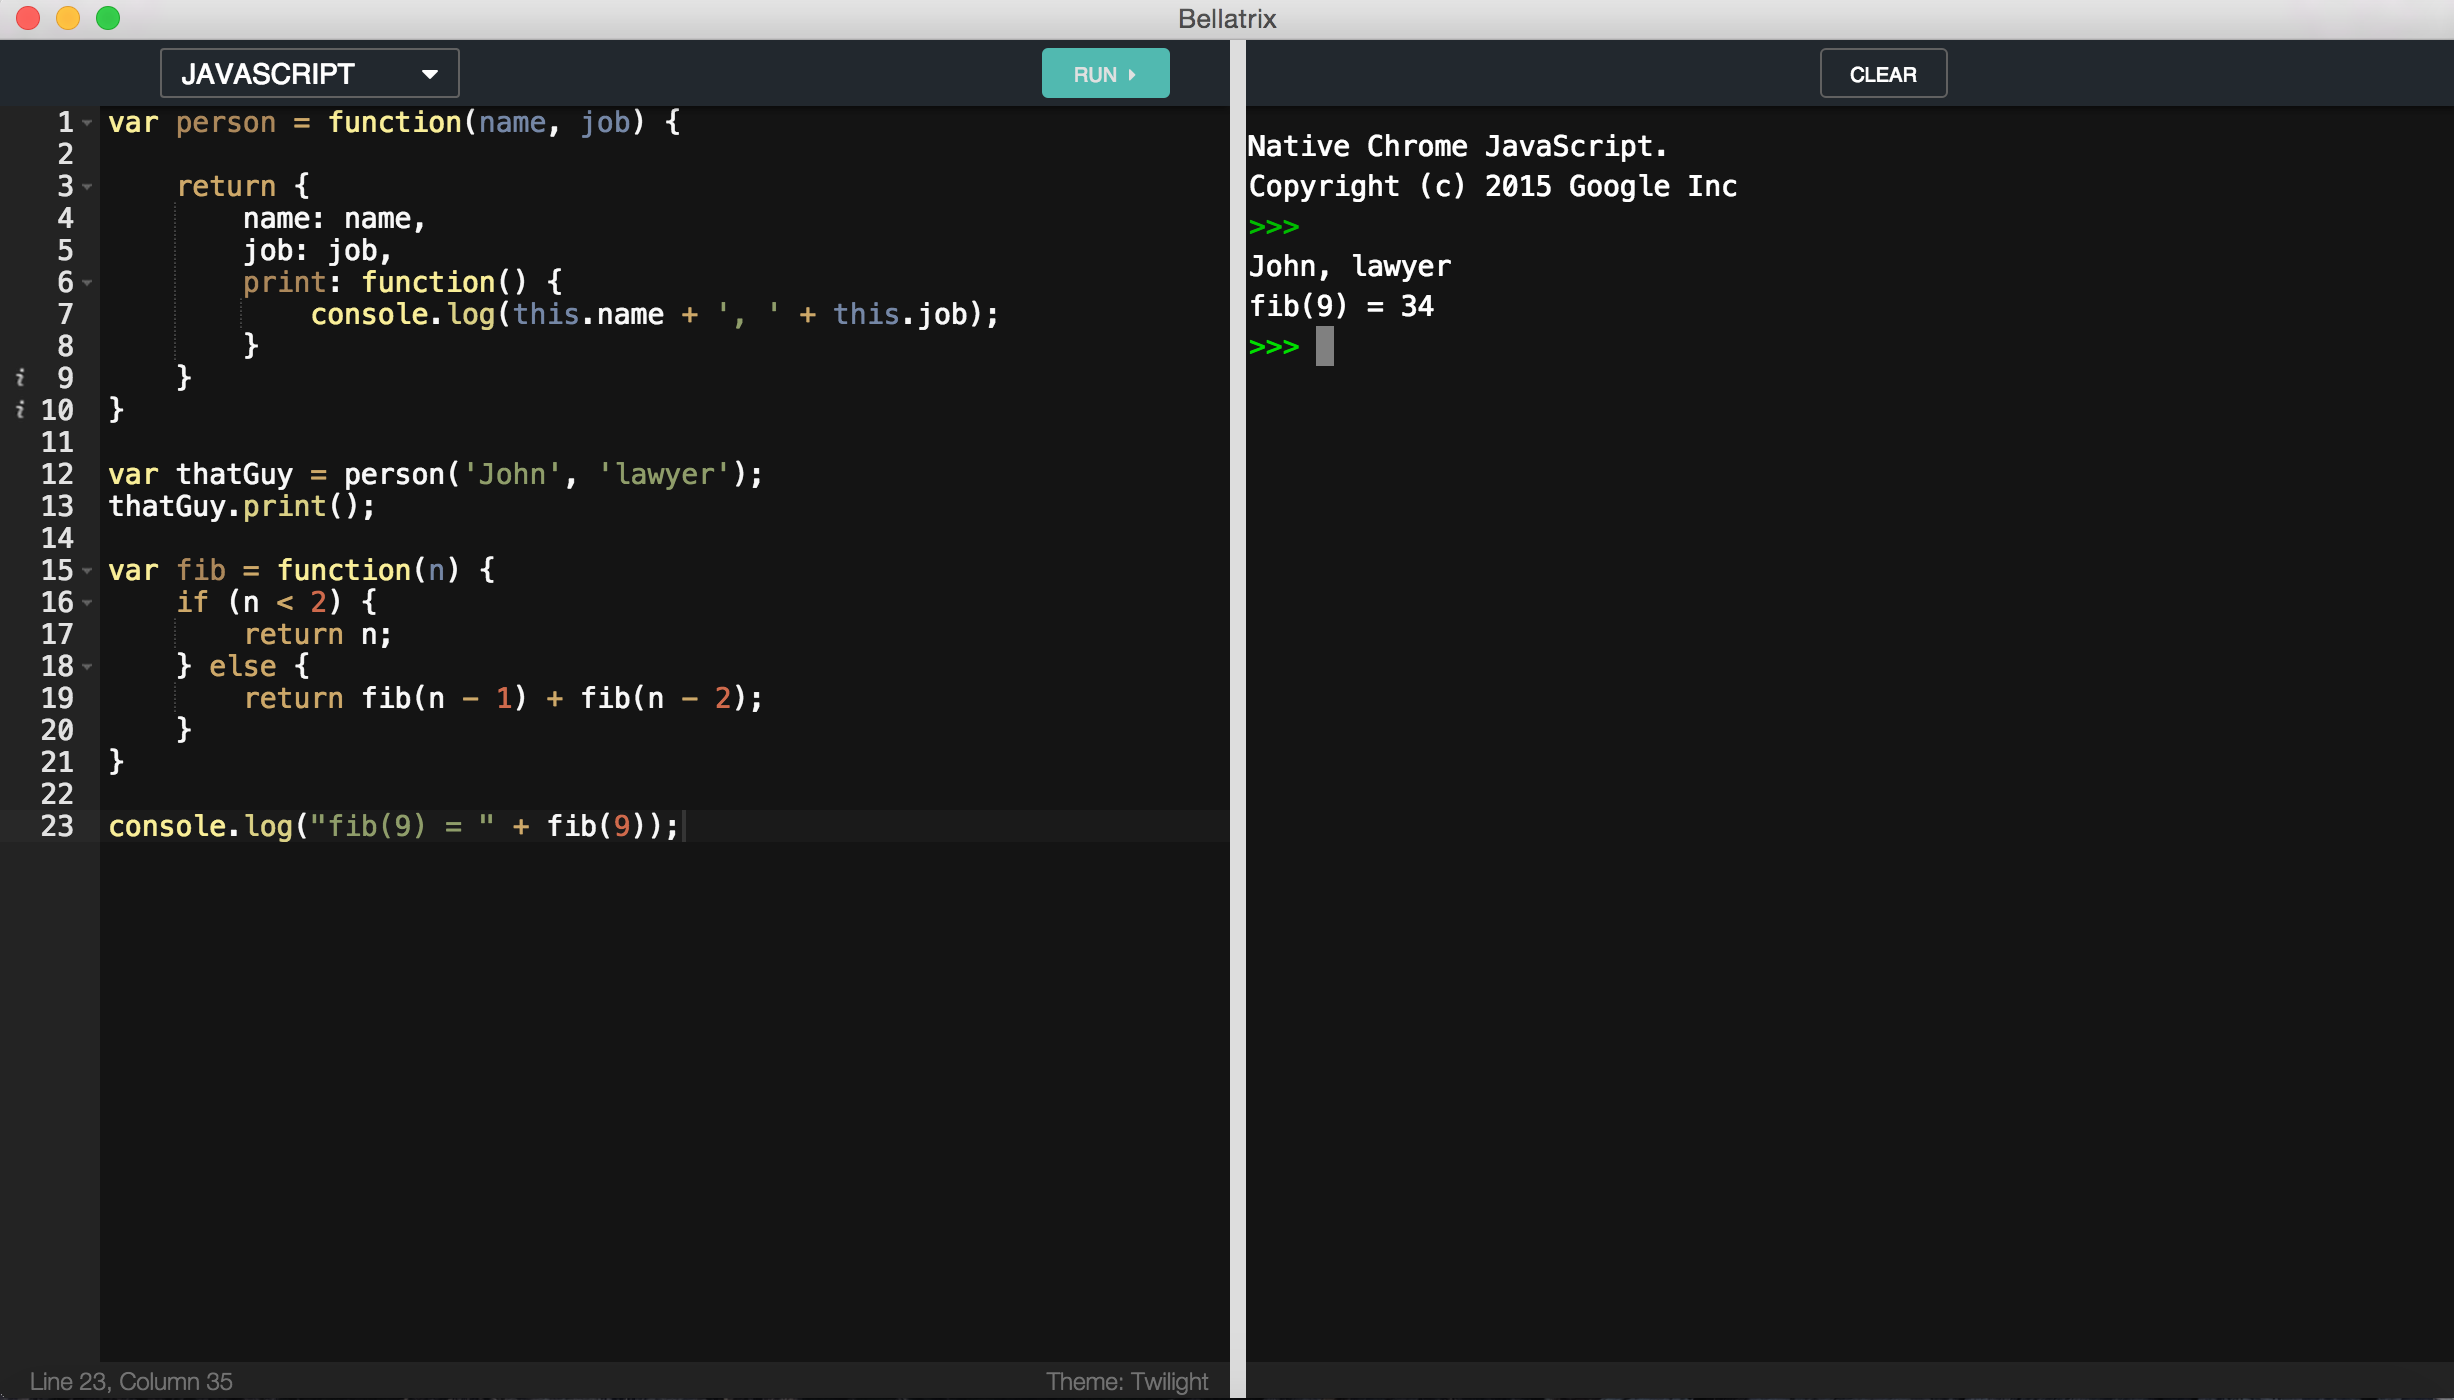 Bellatrix
JAVASCRIPT
RUN
CLEAR
1 var person = function(name, job) {
2
3     return {
4         name: name,
5         job: job,
6         print: function() {
7             console.log(this.name + ', ' + this.job);
8         }
i 9     }
i 10 }
11
12 var thatGuy = person('John', 'lawyer');
13 thatGuy.print();
14
15 var fib = function(n) {
16     if (n < 2) {
17         return n;
18     } else {
19         return fib(n - 1) + fib(n - 2);
20     }
21 }
22
23 console.log("fib(9) = " + fib(9));
Line 23, Column 35
Theme: Twilight
Native Chrome JavaScript.
Copyright (c) 2015 Google Inc
>>>
John, lawyer
fib(9) = 34
>>>